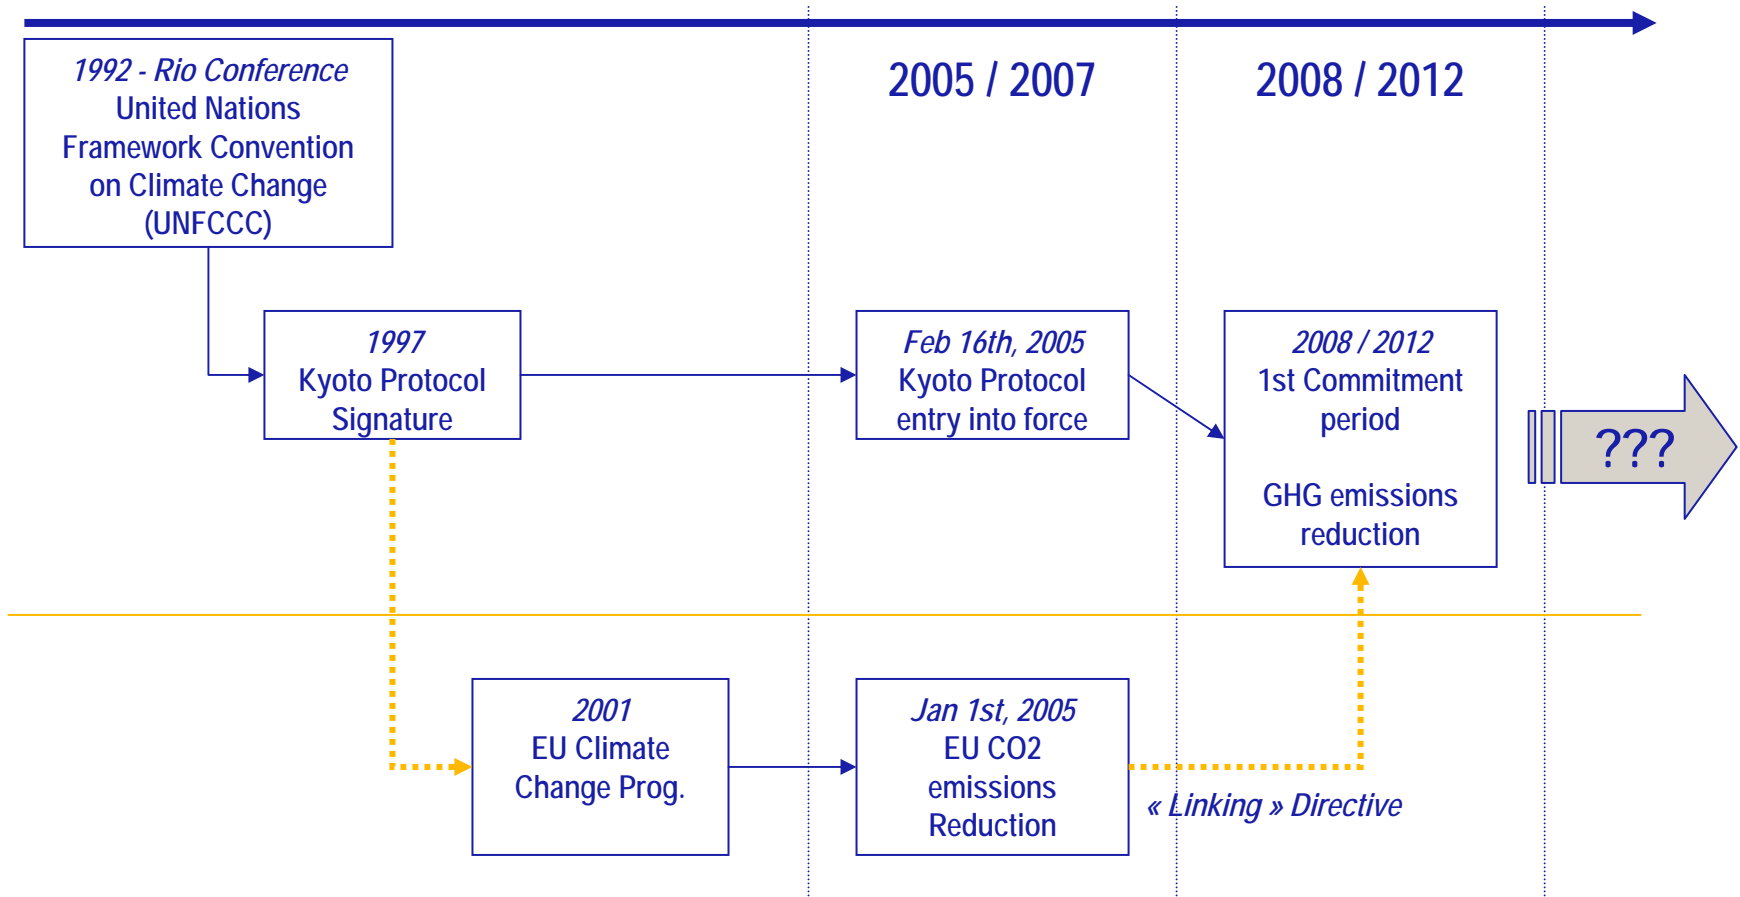 1992 - Rio Conference
United Nations
Framework Convention
on Climate Change
(UNFCCC)
2005 / 2007
2008 / 2012
1997
Kyoto Protocol
Signature
Feb 16th, 2005
Kyoto Protocol
entry into force
2008 / 2012
1st Commitment
period
GHG emissions
reduction
???
2001
EU Climate
Change Prog.
Jan 1st, 2005
EU CO2
emissions
Reduction
« Linking » Directive